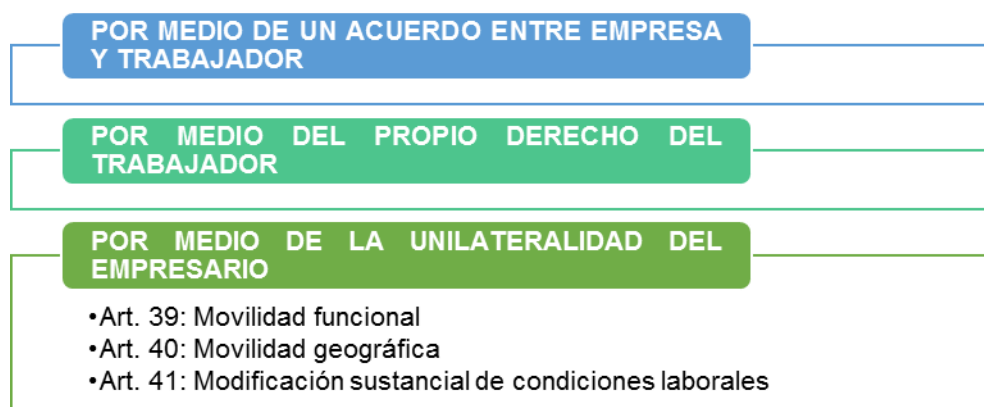 POR MEDIO DE UN ACUERDO ENTRE EMPRESA
Y TRABAJADOR
POR MEDIO DEL PROPIO DERECHO DEL
TRABAJADOR
POR MEDIO DE LA UNILATERALIDAD DEL
EMPRESARIO
•Art. 39: Movilidad funcional
•Art. 40: Movilidad geográfica
•Art. 41: Modificación sustancial de condiciones laborales